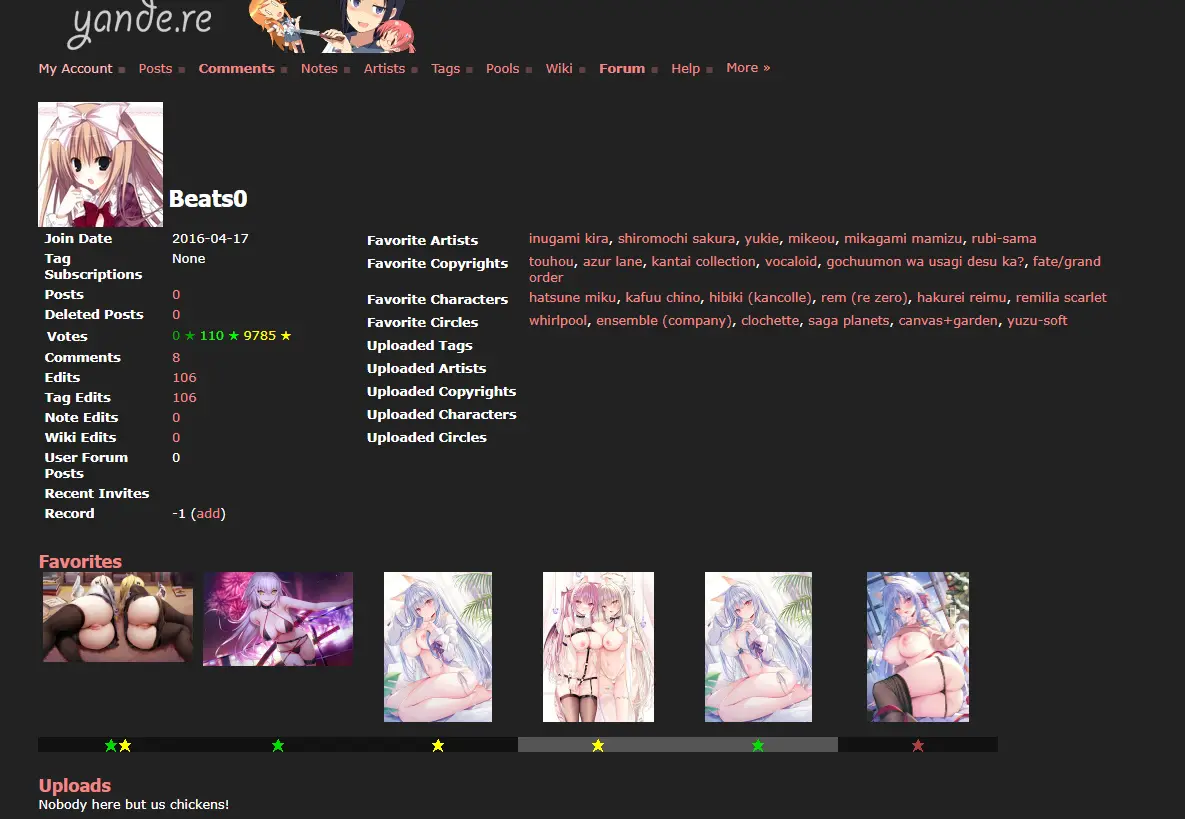 yande.re
My Account Posts Comments Notes Artists Tags Pools Wiki Forum Help More »
Beats0
Join Date 2016-04-17
Tag Subscriptions None
Posts 0
Deleted Posts 0
Votes 0 ★ 110 ★ 9785 ★
Comments 8
Edits 106
Tag Edits 106
Note Edits 0
Wiki Edits 0
User Forum Posts 0
Recent Invites
Record -1 (add)
Favorite Artists inugami kira, shiromochi sakura, yukie, mikeou, mikagami mamizu, rubi-sama
Favorite Copyrights touhou, azur lane, kantai collection, vocaloid, gochuumon wa usagi desu ka?, fate/grand
order
Favorite Characters hatsune miku, kafuu chino, hibiki (kancolle), rem (re zero), hakurei reimu, remilia scarlet
Favorite Circles whirlpool, ensemble (company), clochette, saga planets, canvas+garden, yuzu-soft
Uploaded Tags
Uploaded Artists
Uploaded Copyrights
Uploaded Characters
Uploaded Circles
Favorites
Uploads
Nobody here but us chickens!